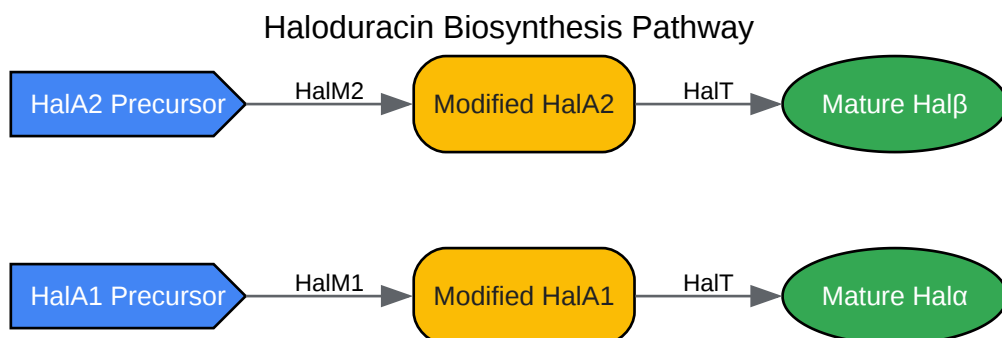 Haloduracin Biosynthesis Pathway
HalA2 Precursor
HalM2
Modified HalA2
HalT
Mature Halβ
HalA1 Precursor
HalM1
Modified HalA1
HalT
Mature Halα